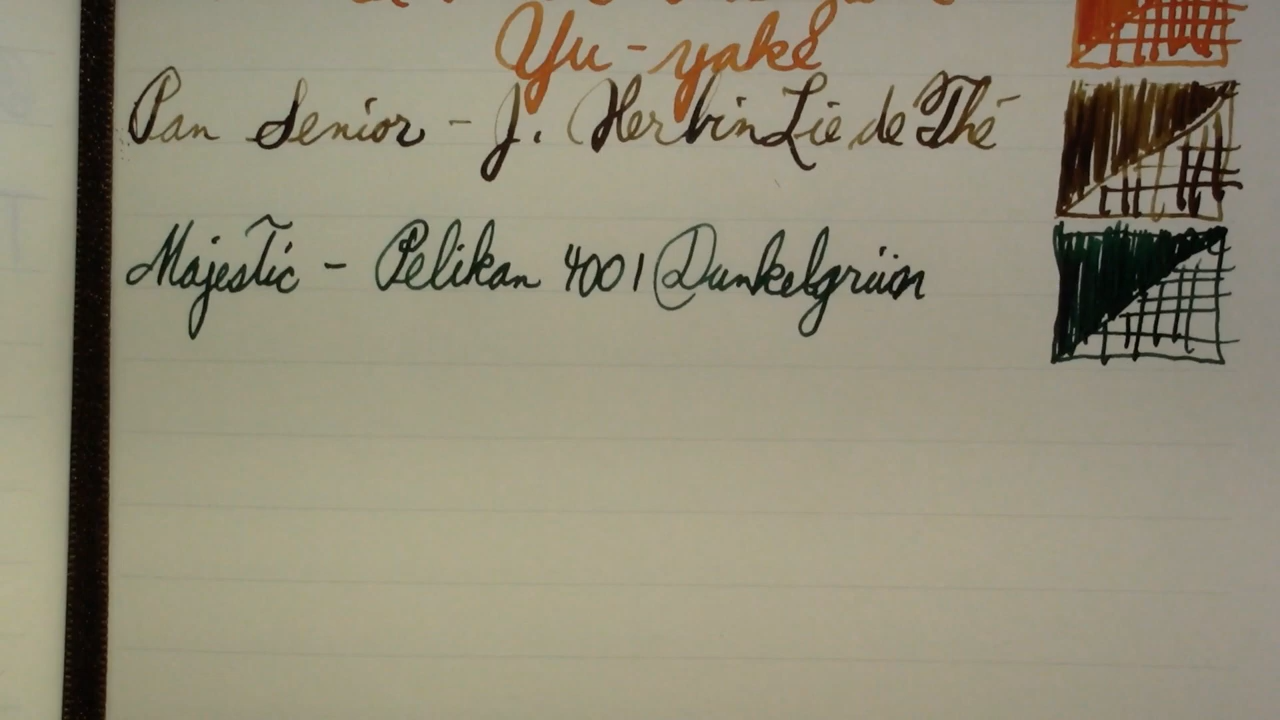 Yu-yake
Pan Senior - J. Herbin Lie de Thé
Majestic - Pelikan 4001 Dunkelgrün